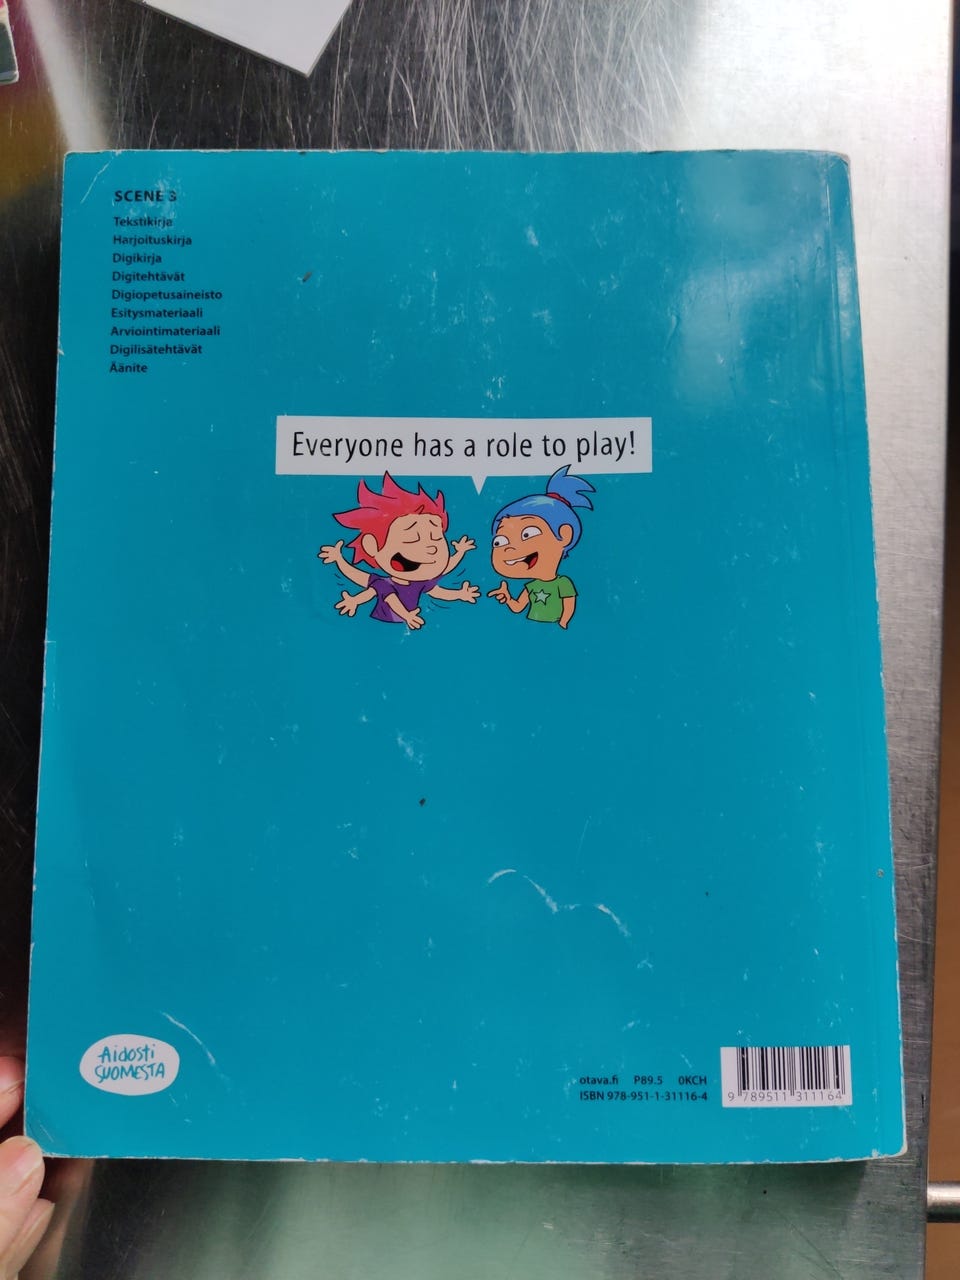 SCENE 3
Tekstikirja
Harjoituskirja
Digikirja
Digitehtävät
Digiopetusaineisto
Esitysmateriaali
Arviointimateriaali
Digilisätehtävät
Äänite
Everyone has a role to play!
Aidosti
SUOMESTA
otava.fi P89.5 0KCH
ISBN 978-951-1-31116-4
9 789511 311164